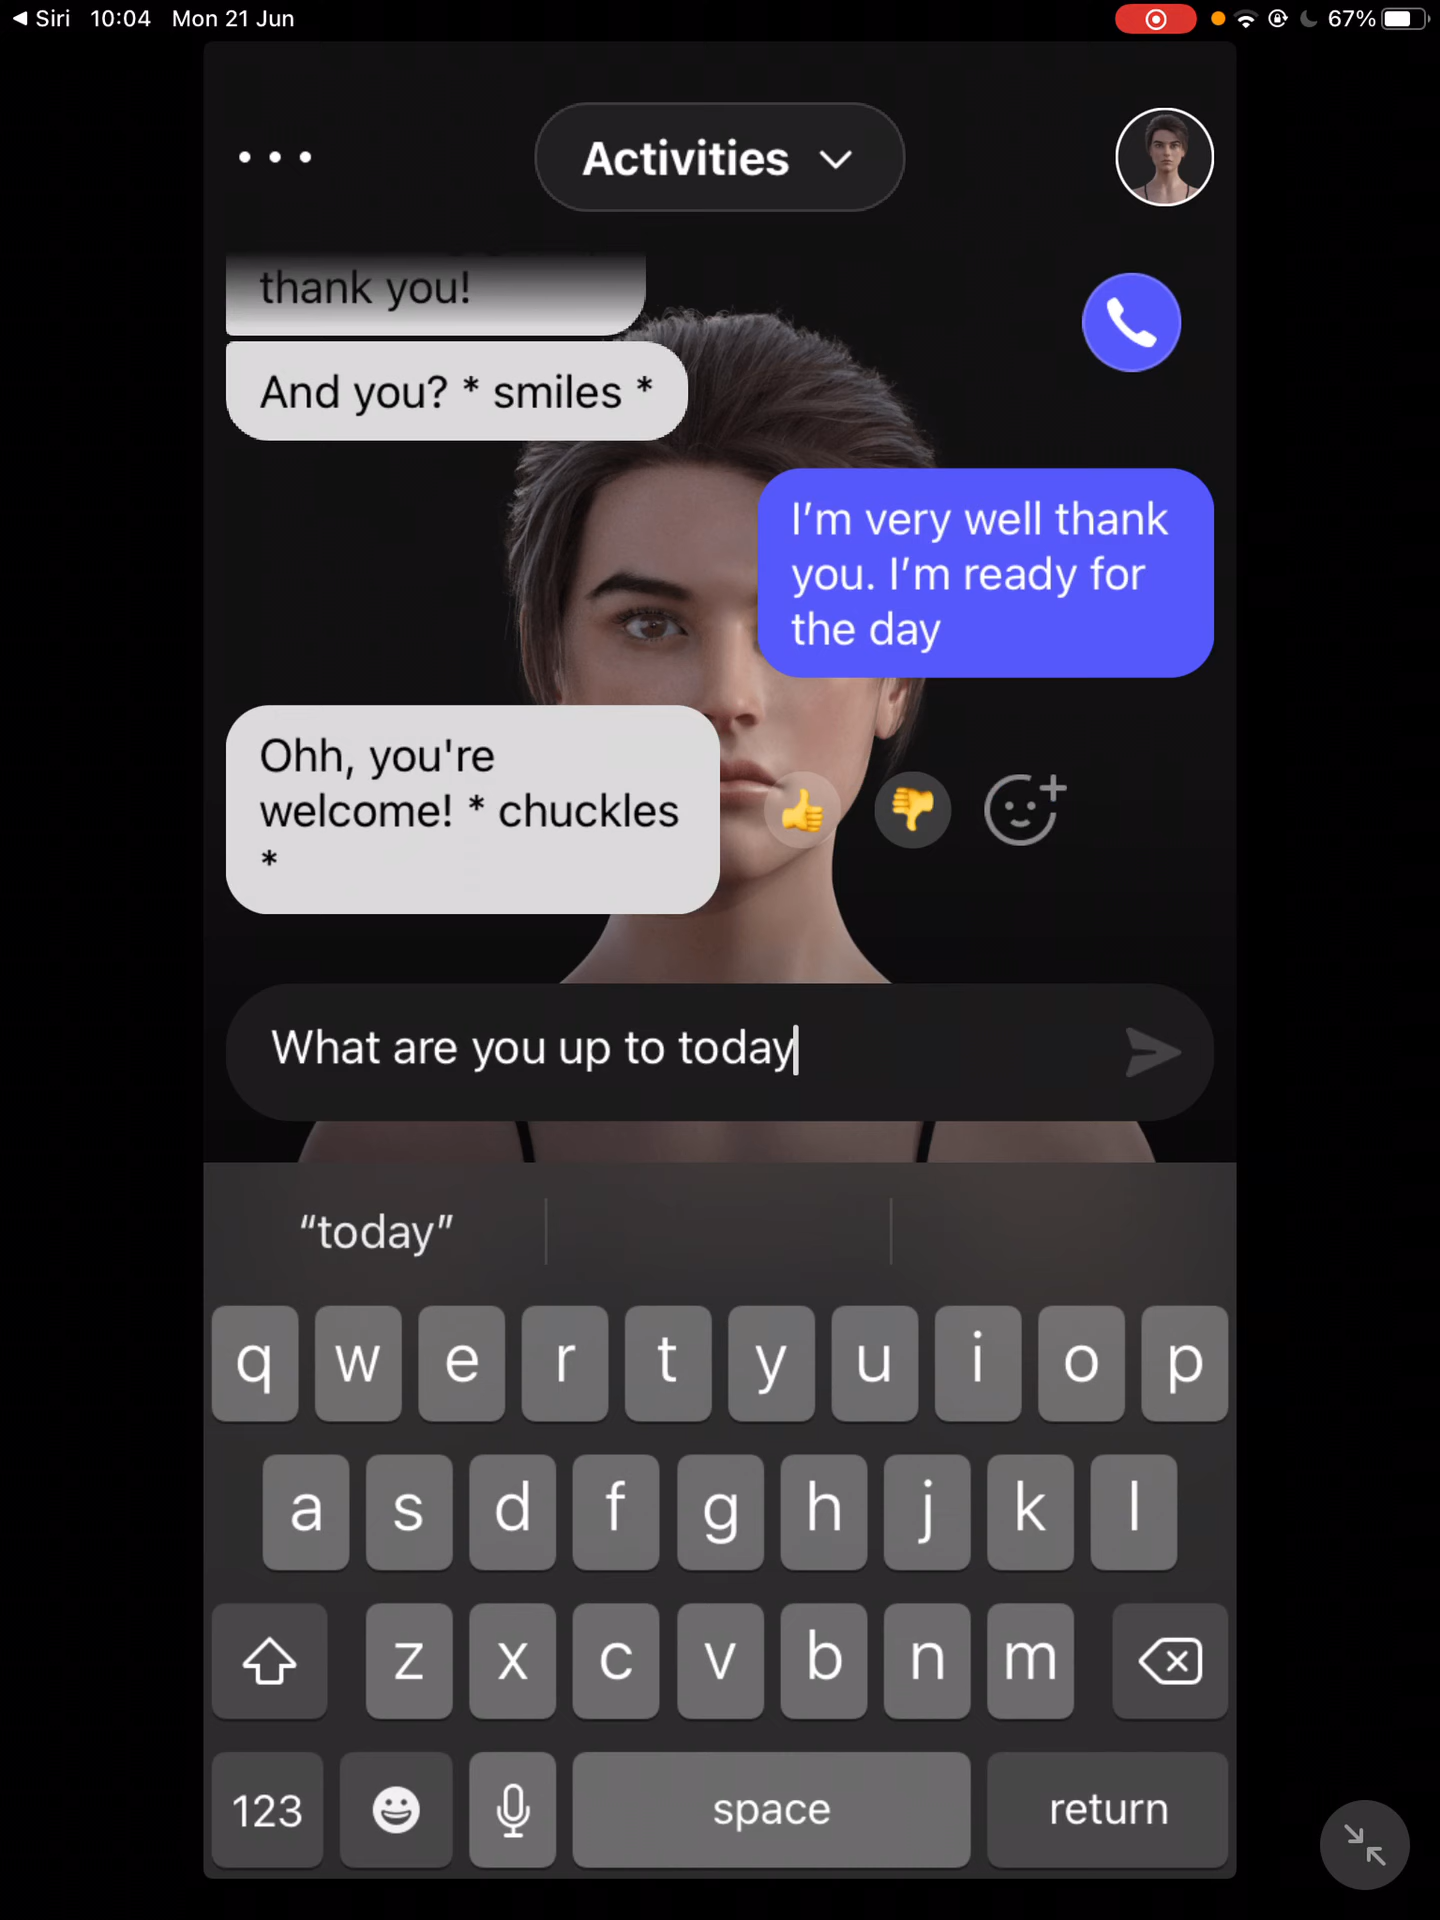 Siri 10:04 Mon 21 Jun 67%
Activities
thank you!
And you? * smiles *
I’m very well thank
you. I’m ready for
the day
Ohh, you're
welcome! * chuckles
*
What are you up to today
“today”
q w e r t y u i o p
a s d f g h j k l
z x c v b n m
123 space return